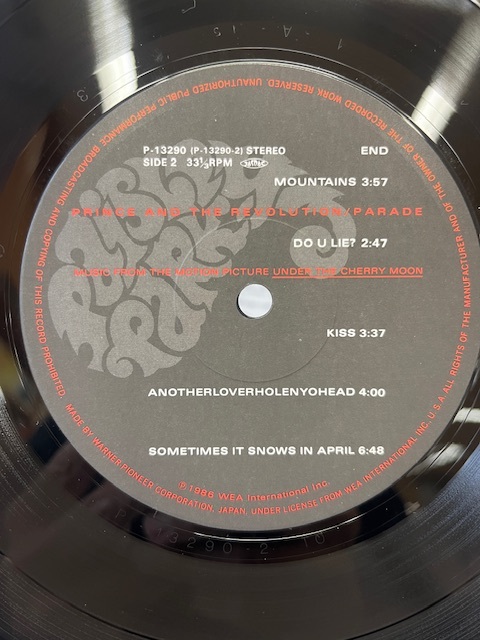 P-13290 (P-13290-2) STEREO END
SIDE 2 33⅓RPM
MOUNTAINS 3:57
PRINCE AND THE REVOLUTION/PARADE
DO U LIE? 2:47
MUSIC FROM THE MOTION PICTURE UNDER THE CHERRY MOON
KISS 3:37
ANOTHERLOVERHOLENYOHEAD 4:00
SOMETIMES IT SNOWS IN APRIL 6:48
℗ 1986 WEA International Inc.
MADE BY WARNER-PIONEER CORPORATION, JAPAN, UNDER LICENSE FROM WEA INTERNATIONAL INC. U.S.A. ALL RIGHTS OF THE MANUFACTURER AND OF THE OWNER OF THE RECORDED WORK RESERVED. UNAUTHORIZED PUBLIC PERFORMANCE BROADCASTING AND COPYING OF THIS RECORD PROHIBITED.
PAISLEY
PARK